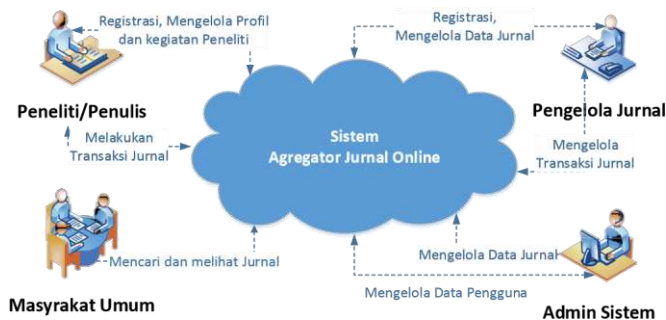 Registrasi, Mengelola Profil
dan kegiatan Peneliti
Registrasi,
Mengelola Data Jurnal
Peneliti/Penulis
Pengelola Jurnal
Melakukan
Transaksi Jurnal
Sistem
Agregator Jurnal Online
Mengelola
Transaksi Jurnal
Mencari dan melihat Jurnal
Mengelola Data Jurnal
Mengelola Data Pengguna
Masyrakat Umum
Admin Sistem